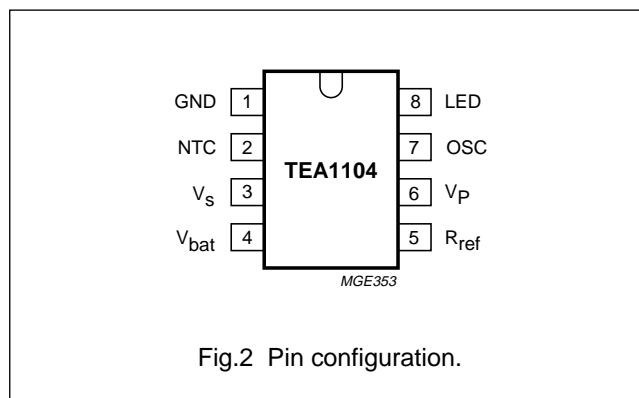 GND 1 8 LED
NTC 2 7 OSC
TEA1104
Vs 3 6 VP
Vbat 4 5 Rref
MGE353
Fig.2 Pin configuration.